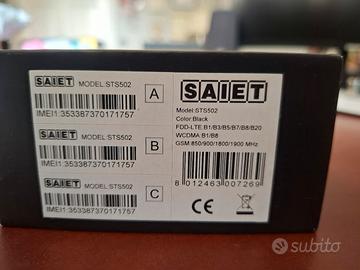 SAIET MODEL:STS502
IMEI1:353387370171757
A
SAIET MODEL:STS502
IMEI1:353387370171757
B
SAIET MODEL:STS502
IMEI1:353387370171757
C
SAIET
Model:STS502
Color:Black
FDD-LTE:B1/B3/B5/B7/B8/B20
WCDMA:B1/B8
GSM 850/900/1800/1900 MHz
8 012463 007269
CE
subito